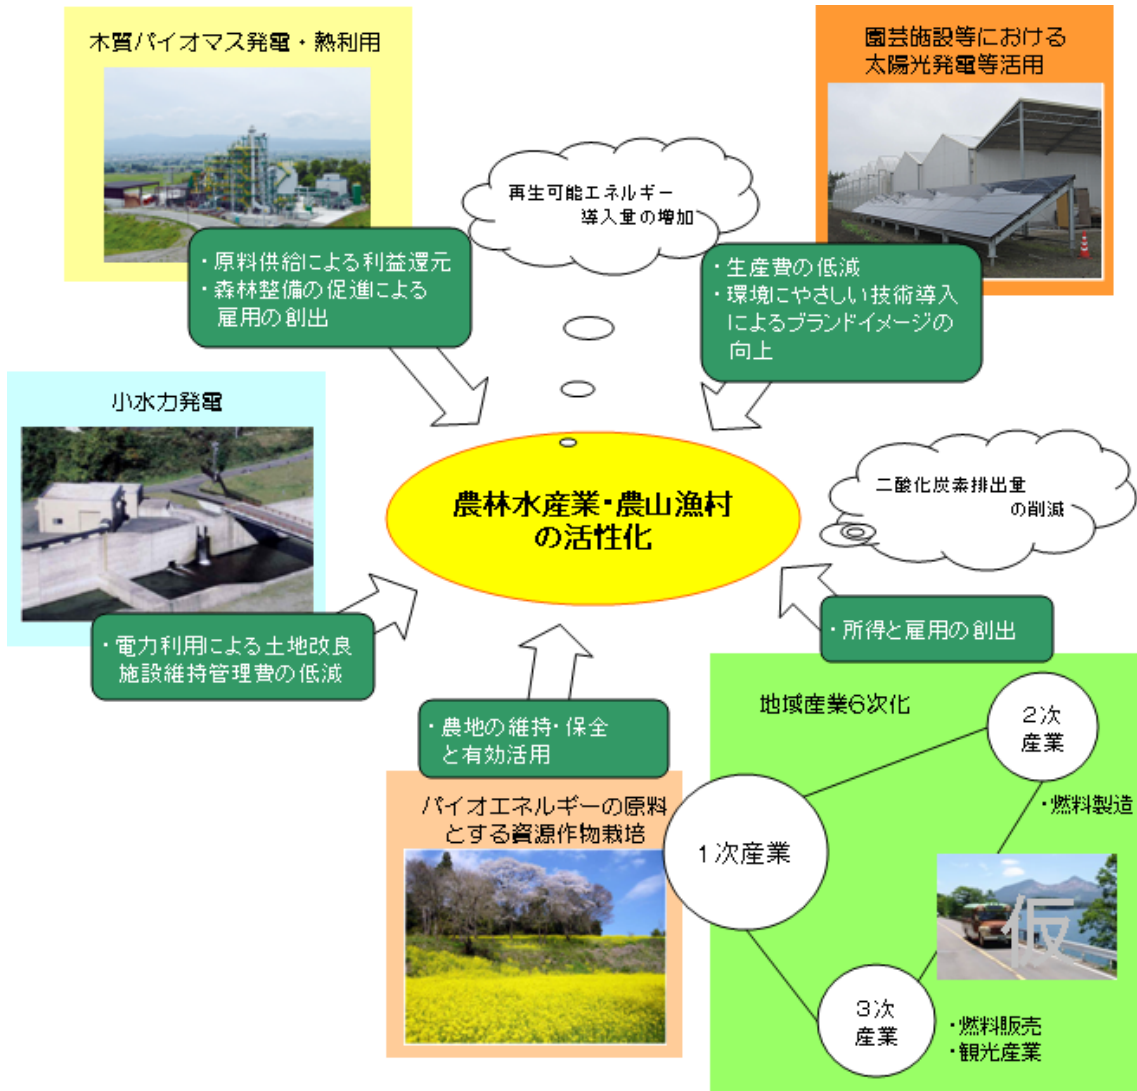 木質バイオマス発電・熱利用
園芸施設等における
太陽光発電等活用
再生可能エネルギー
導入量の増加
・原料供給による利益還元
・森林整備の促進による
雇用の創出
・生産費の低減
・環境にやさしい技術導入
によるブランドイメージの
向上
小水力発電
農林水産業・農山漁村
の活性化
二酸化炭素排出量
の削減
・電力利用による土地改良
施設維持管理費の低減
・所得と雇用の創出
・農地の維持・保全
と有効活用
バイオエネルギーの原料
とする資源作物栽培
地域産業6次化
1次産業
2次
産業
・燃料製造
仮
3次
産業
・燃料販売
・観光産業